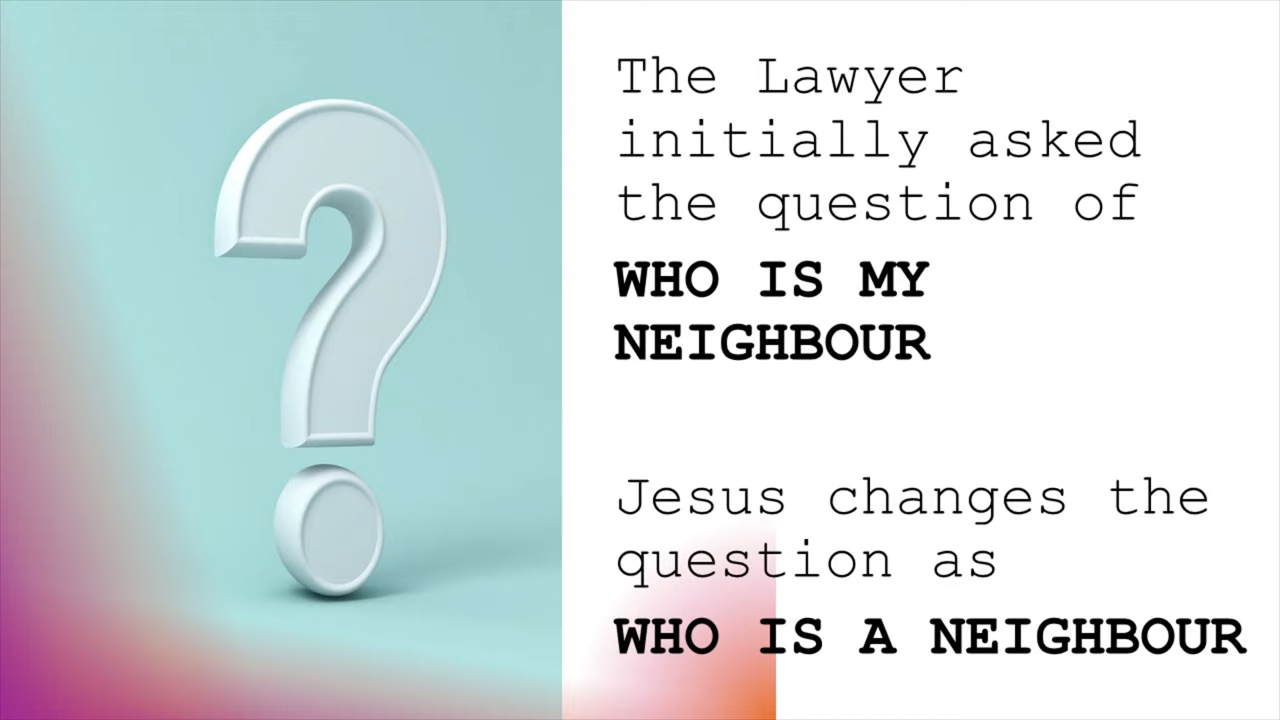 The Lawyer
initially asked
the question of
WHO IS MY
NEIGHBOUR
Jesus changes the
question as
WHO IS A NEIGHBOUR